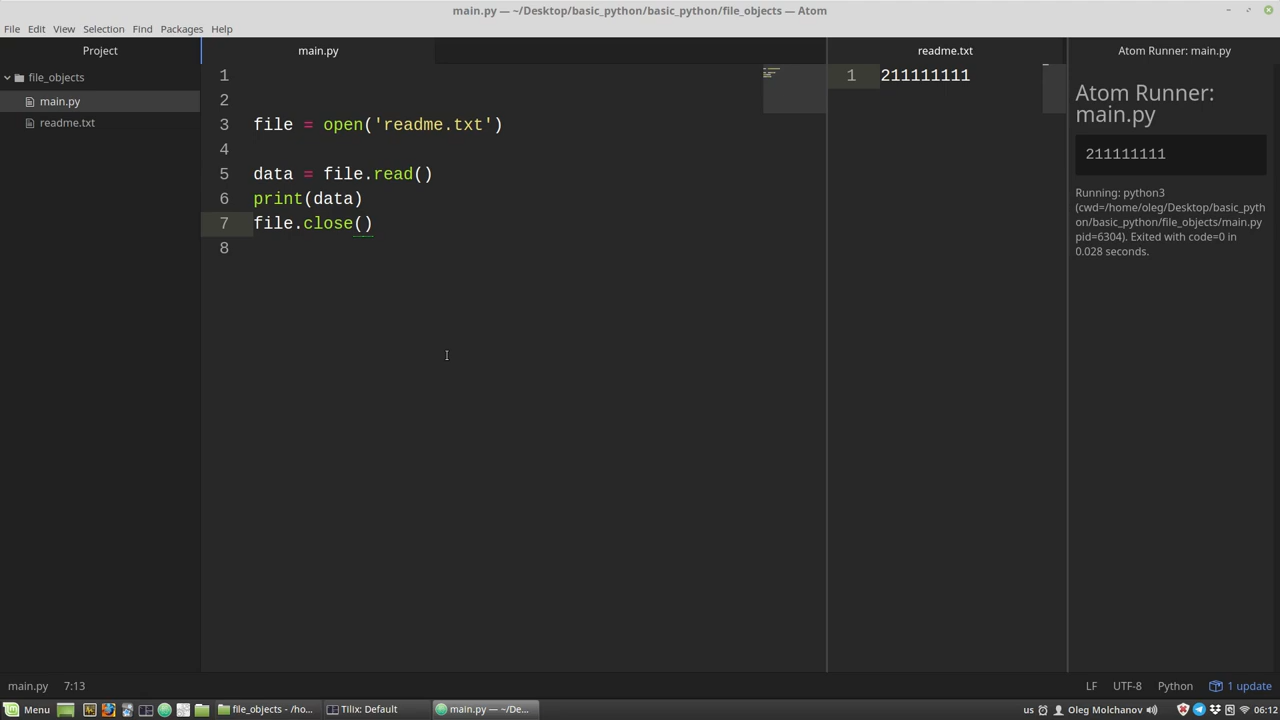 main.py — ~/Desktop/basic_python/basic_python/file_objects — Atom
File Edit View Selection Find Packages Help
Project
main.py
readme.txt
Atom Runner: main.py
file_objects
main.py
readme.txt
1
2
3 file = open('readme.txt')
4
5 data = file.read()
6 print(data)
7 file.close()
8
1 211111111
Atom Runner:
main.py
211111111
Running: python3
(cwd=/home/oleg/Desktop/basic_pyth
on/basic_python/file_objects/main.py
pid=6304). Exited with code=0 in
0.028 seconds.
main.py 7:13
LF UTF-8 Python 1 update
Menu file_objects - /ho... Tilix: Default main.py — ~/De... us Oleg Molchanov 06:12